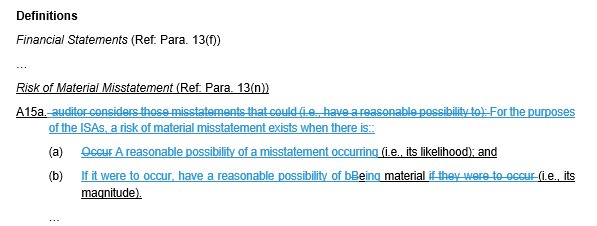 Definitions
Financial Statements (Ref: Para. 13(f))
...
Risk of Material Misstatement (Ref: Para. 13(n))
A15a. auditor considers those misstatements that could (i.e., have a reasonable possibility to): For the purposes
of the ISAs, a risk of material misstatement exists when there is::
(a) Occur A reasonable possibility of a misstatement occurring (i.e., its likelihood); and
(b) If it were to occur, have a reasonable possibility of bBeing material if they were to occur (i.e., its
magnitude).
...